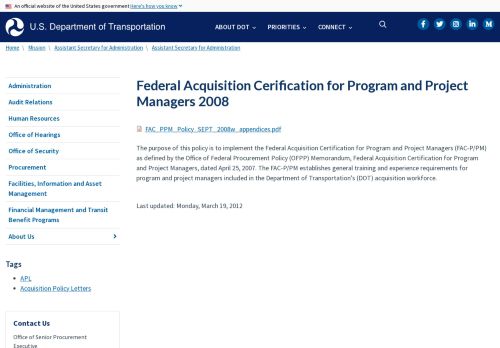 An official website of the United States government Here's how you know
U.S. Department of Transportation
ABOUT DOT
PRIORITIES
CONNECT
Home \ Mission \ Assistant Secretary for Administration \ Assistant Secretary for Administration
Administration
Audit Relations
Human Resources
Office of Hearings
Office of Security
Procurement
Facilities, Information and Asset
Management
Financial Management and Transit
Benefit Programs
About Us
Tags
APL
Acquisition Policy Letters
Contact Us
Office of Senior Procurement
Executive
Federal Acquisition Cerification for Program and Project
Managers 2008
FAC_PPM_Policy_SEPT_2008w_appendices.pdf
The purpose of this policy is to implement the Federal Acquisition Certification for Program and Project Managers (FAC-P/PM)
as defined by the Office of Federal Procurement Policy (OFPP) Memorandum, Federal Acquisition Certification for Program
and Project Managers, dated April 25, 2007. The FAC-P/PM establishes general training and experience requirements for
program and project managers included in the Department of Transportation's (DOT) acquisition workforce.
Last updated: Monday, March 19, 2012